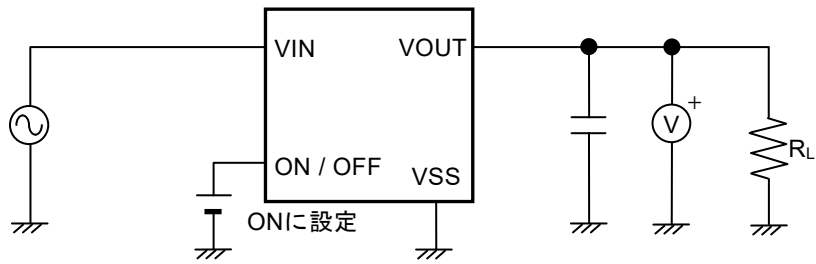 VIN
VOUT
ON / OFF
VSS
ONに設定
V
+
RL